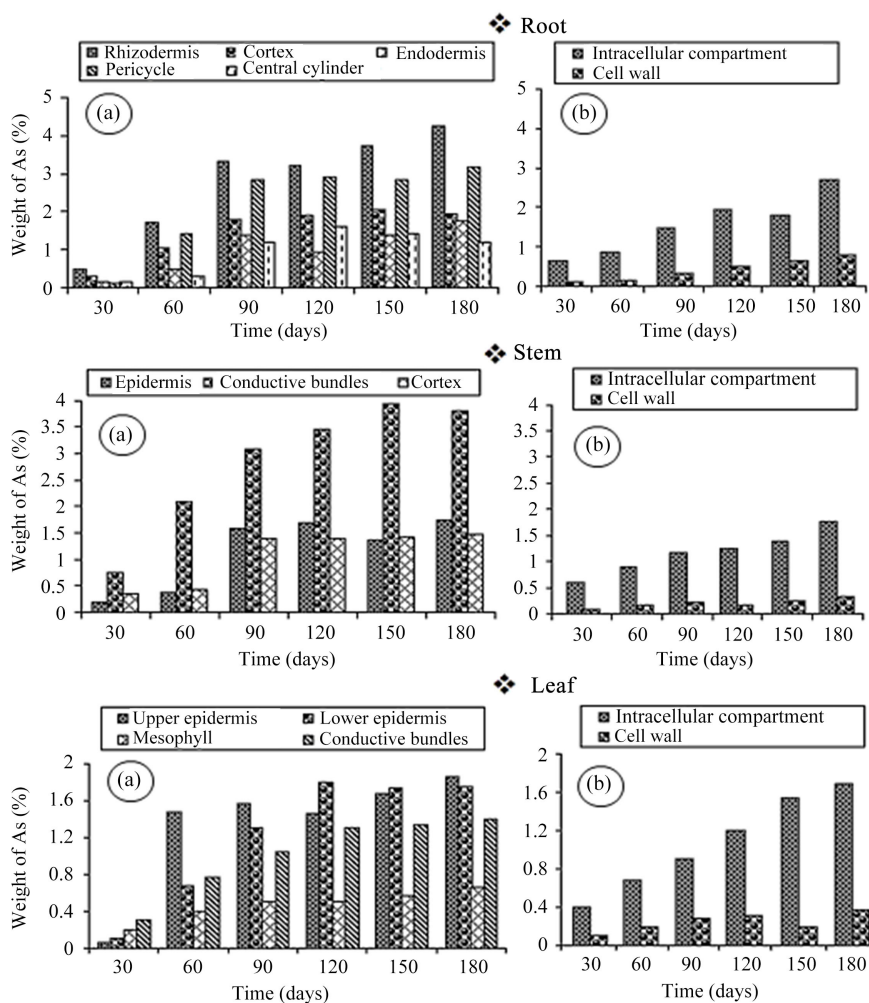 ❖ Root
Rhizodermis Cortex Endodermis
Pericycle Central cylinder
(a)
Weight of As (%)
5
4
3
2
1
0
30 60 90 120 150 180
Time (days)
Intracellular compartment
Cell wall
(b)
5
4
3
2
1
0
30 60 90 120 150 180
Time (days)
❖ Stem
Epidermis Conductive bundles Cortex
(a)
Weight of As (%)
4
3.5
3
2.5
2
1.5
1
0.5
0
30 60 90 120 150 180
Time (days)
Intracellular compartment
Cell wall
(b)
4
3.5
3
2.5
2
1.5
1
0.5
0
30 60 90 120 150 180
Time (days)
❖ Leaf
Upper epidermis Lower epidermis
Mesophyll Conductive bundles
(a)
Weight of As (%)
2
1.6
1.2
0.8
0.4
0
30 60 90 120 150 180
Time (days)
Intracellular compartment
Cell wall
(b)
2
1.6
1.2
0.8
0.4
0
30 60 90 120 150 180
Time (days)